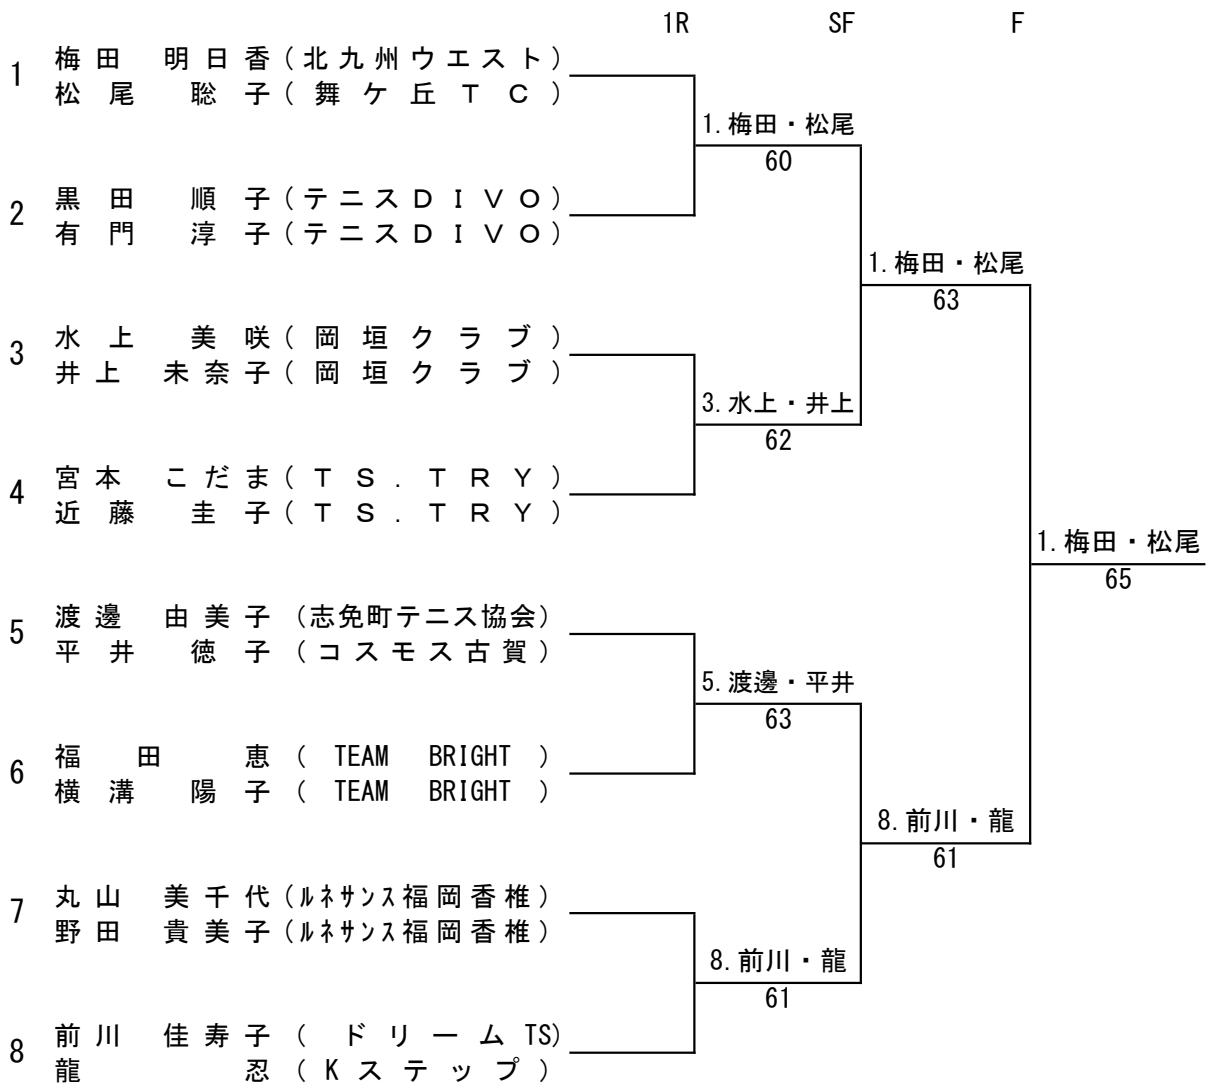 1R SF F
1 梅田 明日香(北九州ウエスト)
松尾 聡子(舞ケ丘TC)
1.梅田・松尾
60
2 黒田 順子(テニスDIVO)
有門 淳子(テニスDIVO)
1.梅田・松尾
63
3 水上 美咲(岡垣クラブ)
井上 未奈子(岡垣クラブ)
3.水上・井上
62
4 宮本 こだま(TS.TRY)
近藤 圭子(TS.TRY)
1.梅田・松尾
65
5 渡邊 由美子(志免町テニス協会)
平井 徳子(コスモス古賀)
5.渡邊・平井
63
6 福田 恵(TEAM BRIGHT)
横溝 陽子(TEAM BRIGHT)
8.前川・龍
61
7 丸山 美千代(ルネサンス福岡香椎)
野田 貴美子(ルネサンス福岡香椎)
8.前川・龍
61
8 前川 佳寿子(ドリームTS)
龍 忍(Kステップ)